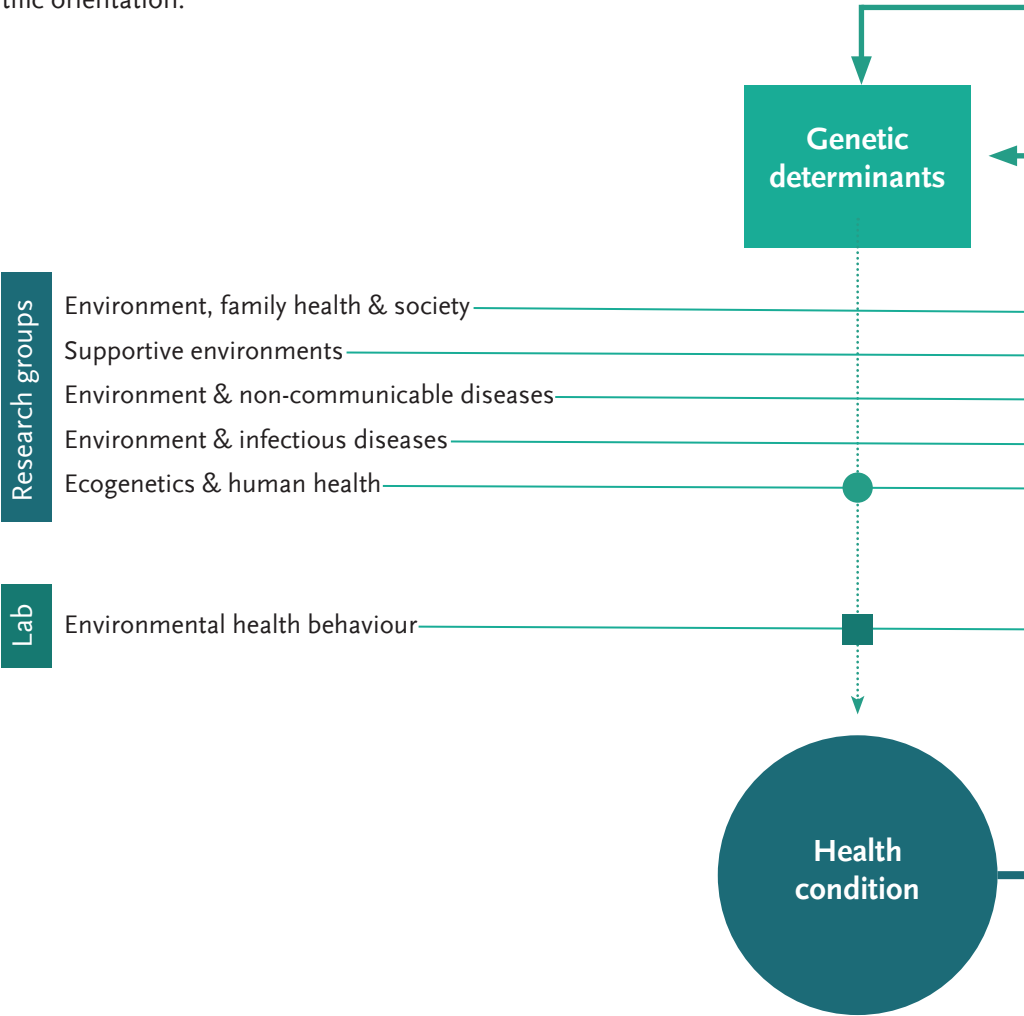 orientation.
Genetic
determinants
Research groups
Environment, family health & society
Supportive environments
Environment & non-communicable diseases
Environment & infectious diseases
Ecogenetics & human health
Lab
Environmental health behaviour
Health
condition